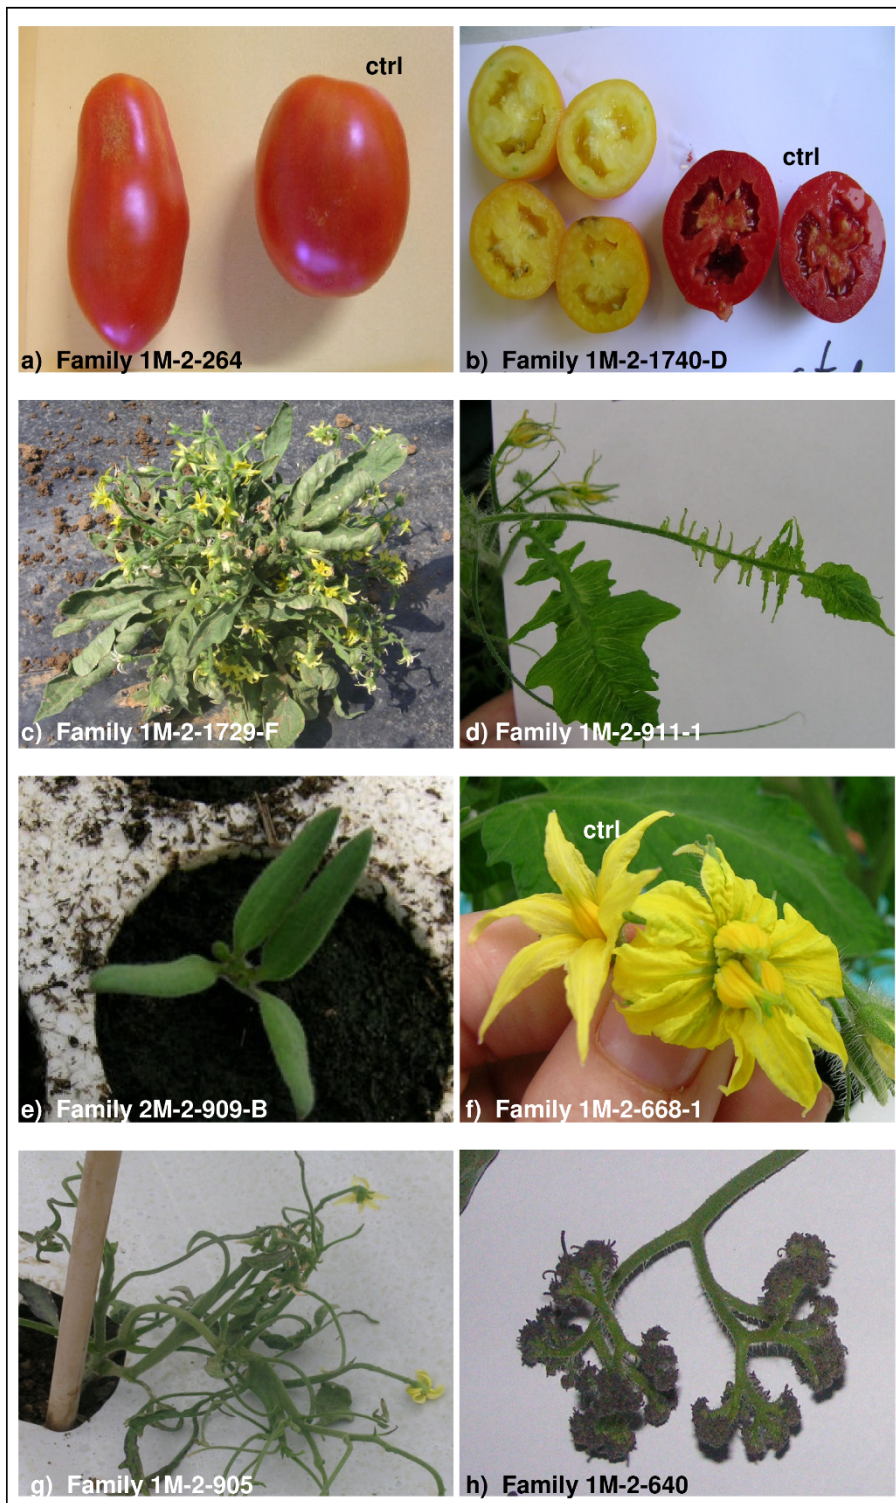 ctrl
a) Family 1M-2-264
ctrl
b) Family 1M-2-1740-D
c) Family 1M-2-1729-F
d) Family 1M-2-911-1
e) Family 2M-2-909-B
ctrl
f) Family 1M-2-668-1
g) Family 1M-2-905
h) Family 1M-2-640